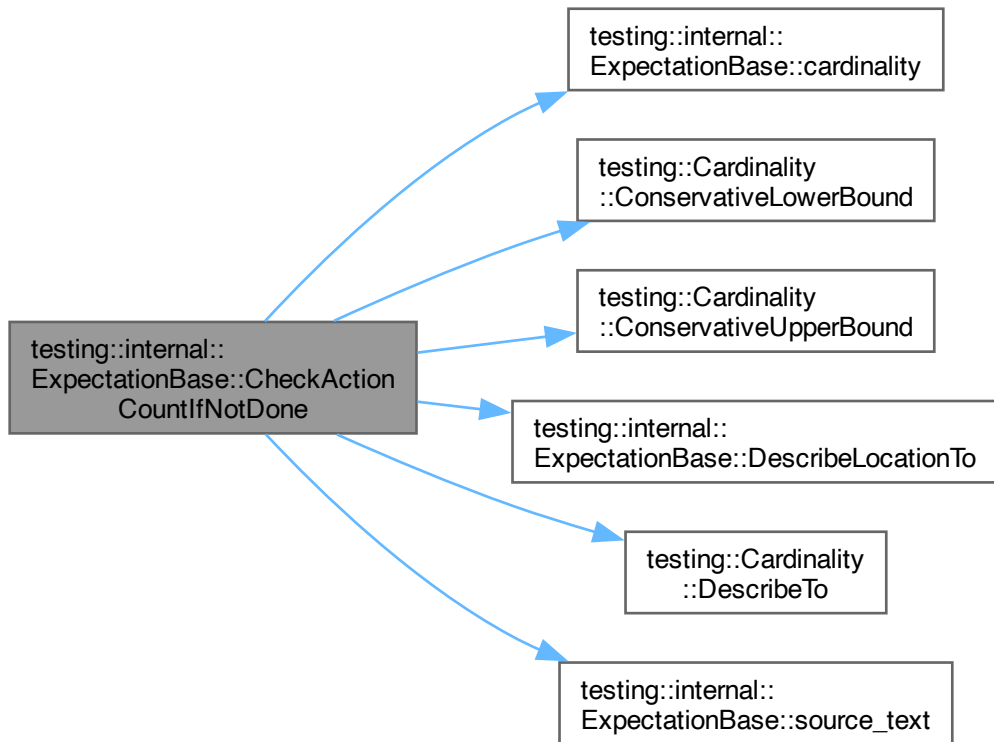 testing::internal::
ExpectationBase::cardinality
testing::Cardinality
::ConservativeLowerBound
testing::Cardinality
::ConservativeUpperBound
testing::internal::
ExpectationBase::CheckAction
CountIfNotDone
testing::internal::
ExpectationBase::DescribeLocationTo
testing::Cardinality
::DescribeTo
testing::internal::
ExpectationBase::source_text